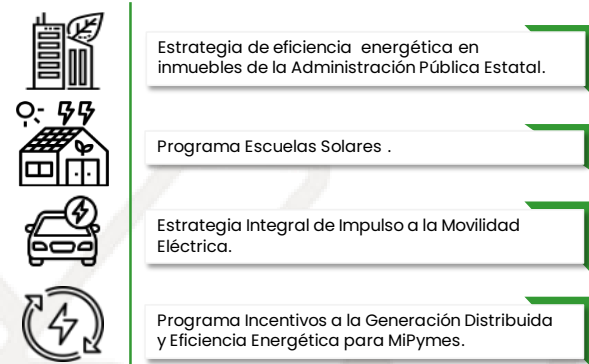 Estrategia de eficiencia energética en
inmuebles de la Administración Pública Estatal.
Programa Escuelas Solares .
Estrategia Integral de Impulso a la Movilidad
Eléctrica.
Programa Incentivos a la Generación Distribuida
y Eficiencia Energética para MiPymes.